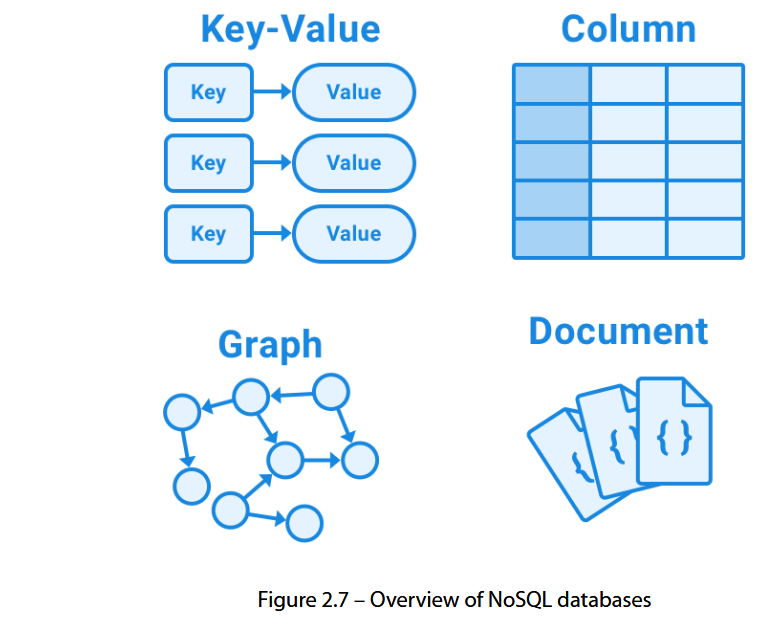 Key-Value
Column
Key
Value
Key
Value
Key
Value
Graph
Document
{
{
{ }
Figure 2.7 – Overview of NoSQL databases